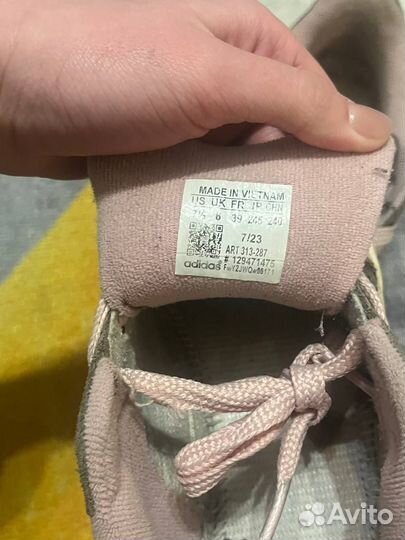 MADE IN VIETNAM
US UK FR JP CHN
7½ 6 39 245 240
7/23
ART 313-287
# 129471475
adidas
Avito